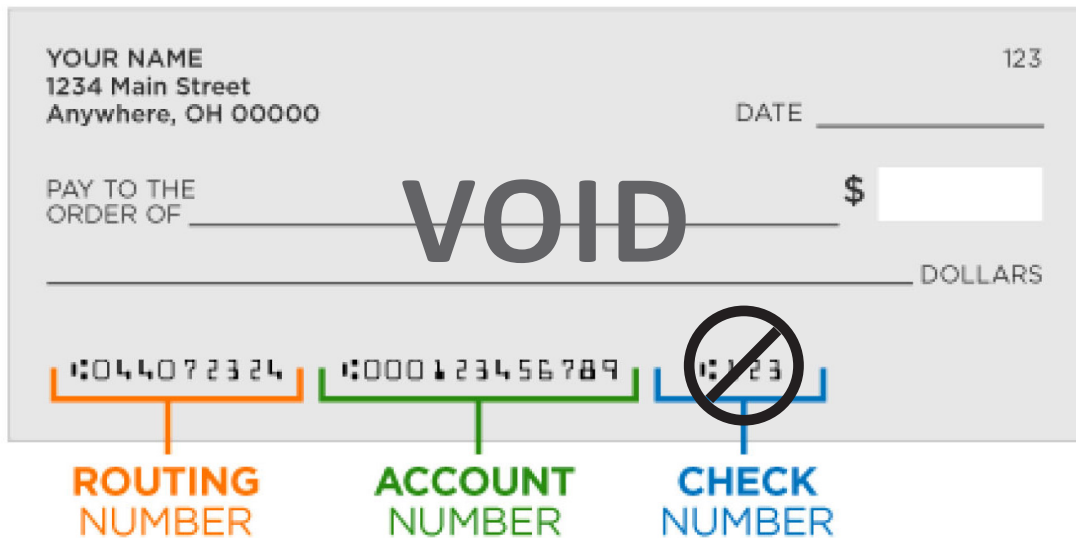 YOUR NAME
123
1234 Main Street
Anywhere, OH 00000
DATE
PAY TO THE
ORDER OF
$
VOID
DOLLARS
⑆044072324 ⑆000123456789 ⑆123
ROUTING ACCOUNT CHECK
NUMBER NUMBER NUMBER